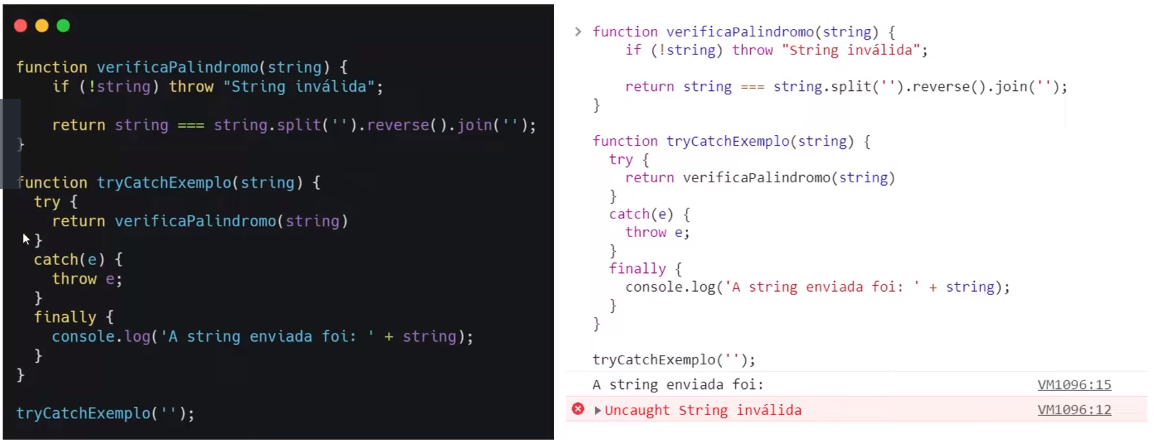 function verificaPalindromo(string) {
if (!string) throw "String inválida";
return string === string.split('').reverse().join('');
}
function tryCatchExemplo(string) {
try {
return verificaPalindromo(string)
}
catch(e) {
throw e;
}
finally {
console.log('A string enviada foi: ' + string);
}
}
tryCatchExemplo('');
> function verificaPalindromo(string) {
if (!string) throw "String inválida";
return string === string.split('').reverse().join('');
}
function tryCatchExemplo(string) {
try {
return verificaPalindromo(string)
}
catch(e) {
throw e;
}
finally {
console.log('A string enviada foi: ' + string);
}
}
tryCatchExemplo('');
A string enviada foi: VM1096:15
Uncaught String inválida VM1096:12